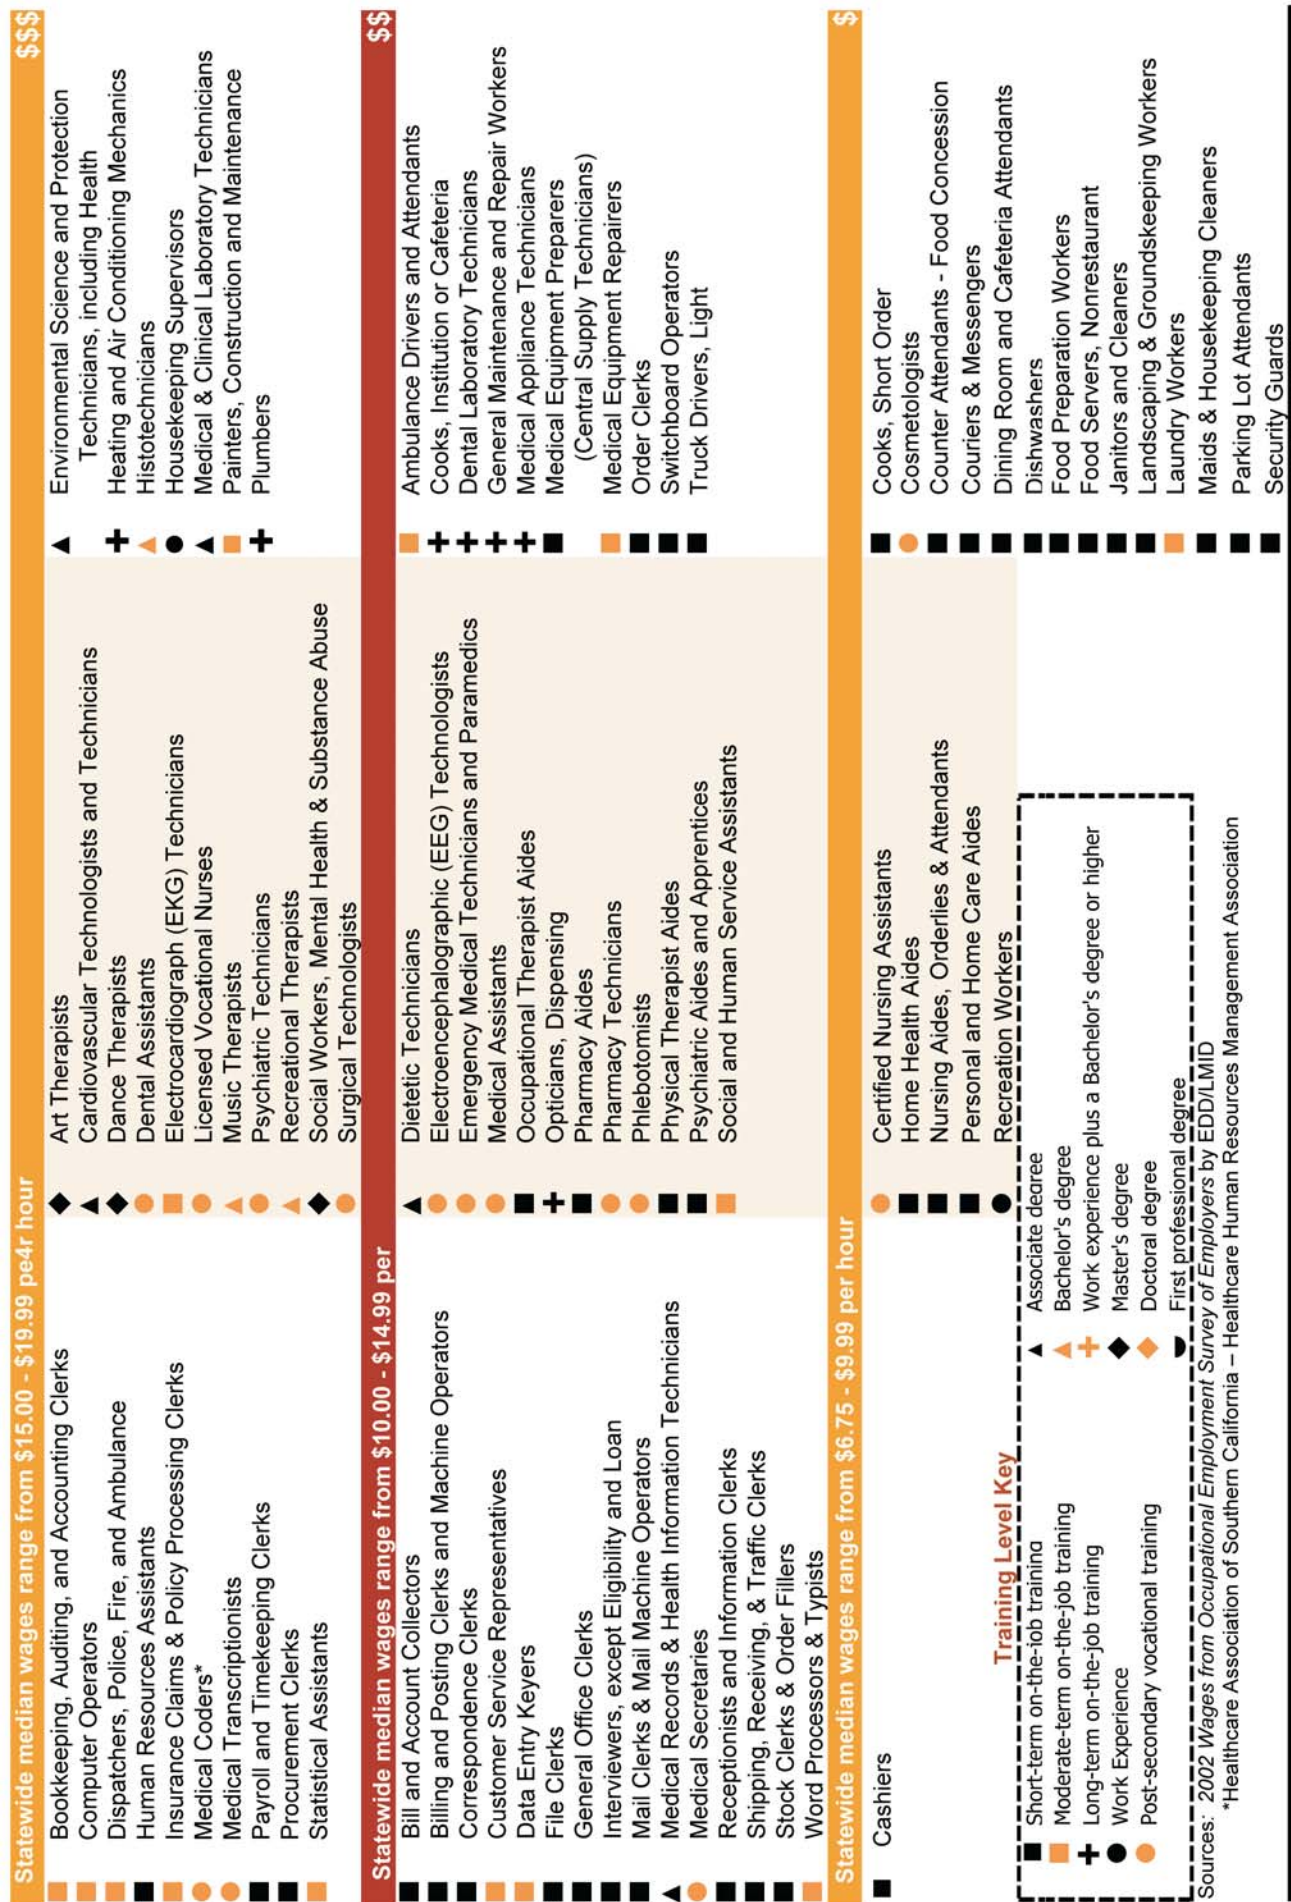 Statewide median wages range from $15.00 - $19.99 pe4r hour $$$
Bookkeeping, Auditing, and Accounting Clerks
Computer Operators
Dispatchers, Police, Fire, and Ambulance
Human Resources Assistants
Insurance Claims & Policy Processing Clerks
Medical Coders*
Medical Transcriptionists
Payroll and Timekeeping Clerks
Procurement Clerks
Statistical Assistants
Art Therapists
Cardiovascular Technologists and Technicians
Dance Therapists
Dental Assistants
Electrocardiograph (EKG) Technicians
Licensed Vocational Nurses
Music Therapists
Psychiatric Technicians
Recreational Therapists
Social Workers, Mental Health & Substance Abuse
Surgical Technologists
Environmental Science and Protection
Technicians, including Health
Heating and Air Conditioning Mechanics
Histotechnicians
Housekeeping Supervisors
Medical & Clinical Laboratory Technicians
Painters, Construction and Maintenance
Plumbers
Statewide median wages range from $10.00 - $14.99 per $$
Bill and Account Collectors
Billing and Posting Clerks and Machine Operators
Correspondence Clerks
Customer Service Representatives
Data Entry Keyers
File Clerks
General Office Clerks
Interviewers, except Eligibility and Loan
Mail Clerks & Mail Machine Operators
Medical Records & Health Information Technicians
Medical Secretaries
Receptionists and Information Clerks
Shipping, Receiving, & Traffic Clerks
Stock Clerks & Order Fillers
Word Processors & Typists
Dietetic Technicians
Electroencephalographic (EEG) Technologists
Emergency Medical Technicians and Paramedics
Medical Assistants
Occupational Therapist Aides
Opticians, Dispensing
Pharmacy Aides
Pharmacy Technicians
Phlebotomists
Physical Therapist Aides
Psychiatric Aides and Apprentices
Social and Human Service Assistants
Ambulance Drivers and Attendants
Cooks, Institution or Cafeteria
Dental Laboratory Technicians
General Maintenance and Repair Workers
Medical Appliance Technicians
Medical Equipment Preparers
(Central Supply Technicians)
Medical Equipment Repairers
Order Clerks
Switchboard Operators
Truck Drivers, Light
Statewide median wages range from $6.75 - $9.99 per hour $
Cashiers
Certified Nursing Assistants
Home Health Aides
Nursing Aides, Orderlies & Attendants
Personal and Home Care Aides
Recreation Workers
Cooks, Short Order
Cosmetologists
Counter Attendants - Food Concession
Couriers & Messengers
Dining Room and Cafeteria Attendants
Dishwashers
Food Preparation Workers
Food Servers, Nonrestaurant
Janitors and Cleaners
Landscaping & Groundskeeping Workers
Laundry Workers
Maids & Housekeeping Cleaners
Parking Lot Attendants
Security Guards
Training Level Key
Short-term on-the-job training
Moderate-term on-the-job training
Long-term on-the-job training
Work Experience
Post-secondary vocational training
Associate degree
Bachelor's degree
Work experience plus a Bachelor's degree or higher
Master's degree
Doctoral degree
First professional degree
Sources: 2002 Wages from Occupational Employment Survey of Employers by EDD/LMID
*Healthcare Association of Southern California – Healthcare Human Resources Management Association